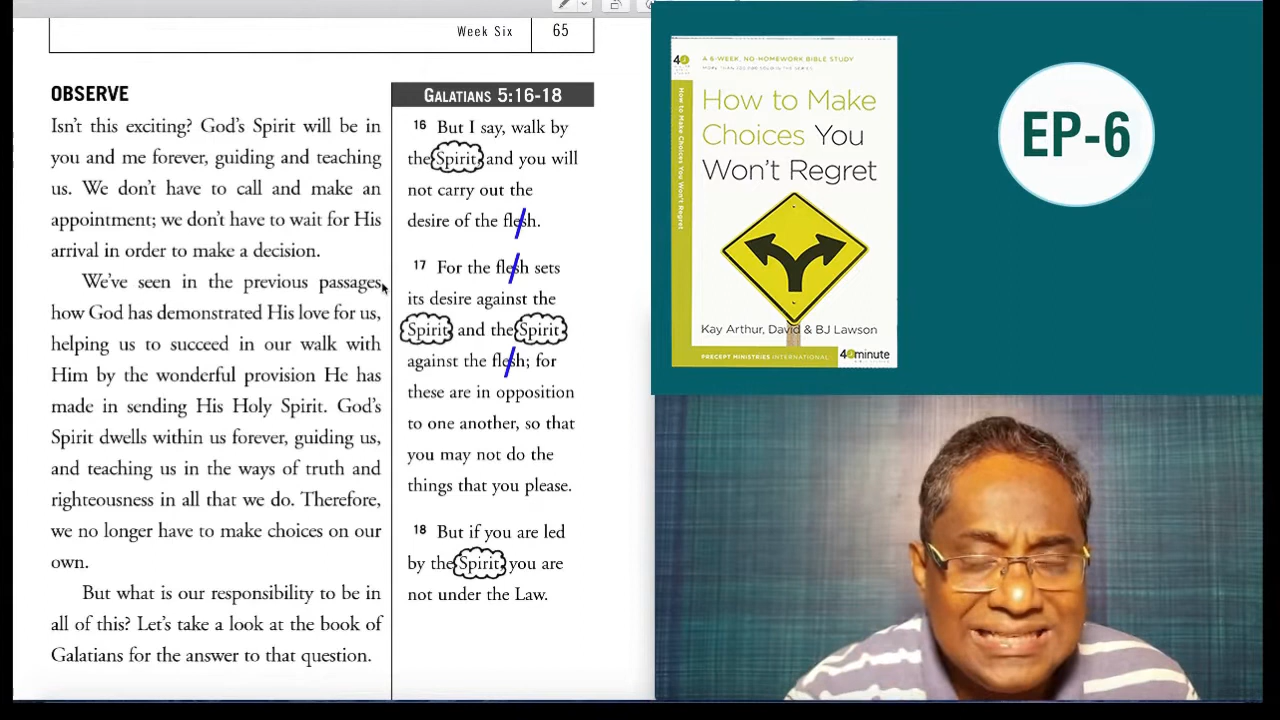 Week Six
65
OBSERVE
Isn't this exciting? God's Spirit will be in
you and me forever, guiding and teaching
us. We don't have to call and make an
appointment; we don't have to wait for His
arrival in order to make a decision.
We've seen in the previous passages
how God has demonstrated His love for us,
helping us to succeed in our walk with
Him by the wonderful provision He has
made in sending His Holy Spirit. God's
Spirit dwells within us forever, guiding us,
and teaching us in the ways of truth and
righteousness in all that we do. Therefore,
we no longer have to make choices on our
own.
But what is our responsibility to be in
all of this? Let's take a look at the book of
Galatians for the answer to that question.
GALATIANS 5:16-18
16 But I say, walk by
the Spirit and you will
not carry out the
desire of the flesh.
17 For the flesh sets
its desire against the
Spirit and the Spirit
against the flesh; for
these are in opposition
to one another, so that
you may not do the
things that you please.
18 But if you are led
by the Spirit, you are
not under the Law.
40
A 6-WEEK, NO-HOMEWORK BIBLE STUDY
How to Make Choices You Won't Regret
How to Make
Choices You
Won't Regret
Kay Arthur, David & BJ Lawson
PRECEPT MINISTRIES INTERNATIONAL
40 minute
EP-6